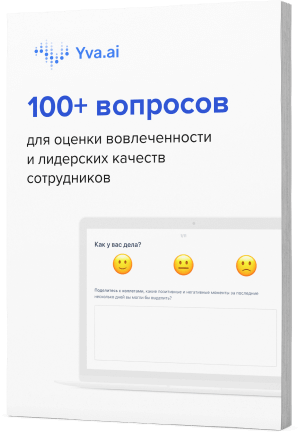 Yva.ai
100+ вопросов
для оценки вовлеченности
и лидерских качеств
сотрудников
Как у вас дела?
Поделитесь с коллегами, какие позитивные и негативные моменты за последние
несколько дней вы могли бы выделить?